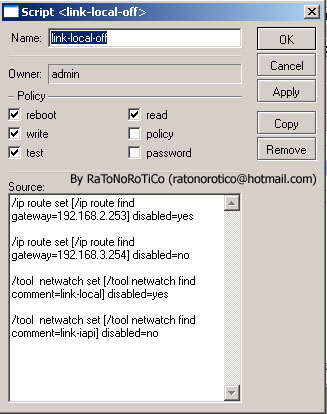 Script <link-local-off>
Name: link-local-off
OK
Owner: admin
Cancel
Policy
Apply
reboot
read
write
policy
Copy
test
password
Remove
By RaToNoRoTiCo (ratonorotico@hotmail.com)
Source:
/ip route set [/ip route find
gateway=192.168.2.253] disabled=yes
/ip route set [/ip route find
gateway=192.168.3.254] disabled=no
/tool  netwatch set [/tool netwatch find
comment=link-local] disabled=yes
/tool  netwatch set [/tool netwatch find
comment=link-iapi] disabled=no